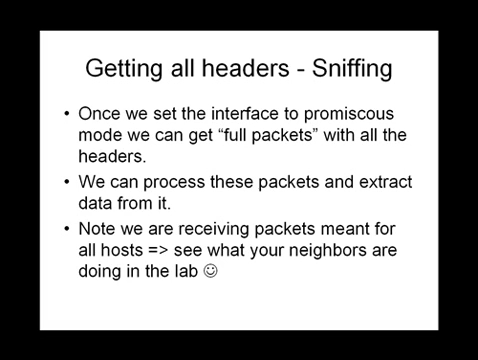 Getting all headers - Sniffing
• Once we set the interface to promiscous
mode we can get “full packets” with all the
headers.
• We can process these packets and extract
data from it.
• Note we are receiving packets meant for
all hosts => see what your neighbors are
doing in the lab ☺